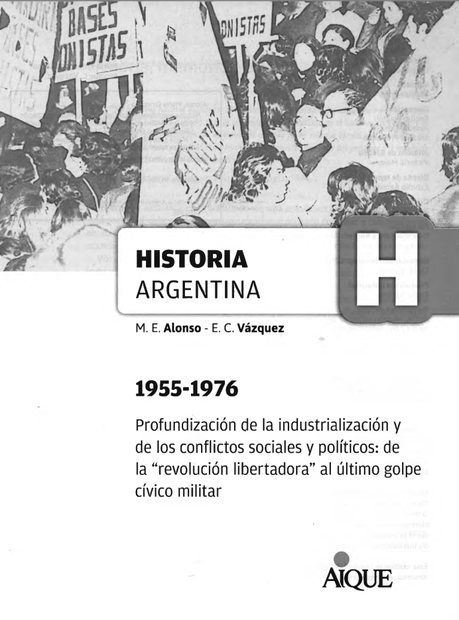 BASES
ONISTAS
ONISTAS
HISTORIA
ARGENTINA
H
M. E. Alonso - E. C. Vázquez
1955-1976
Profundización de la industrialización y
de los conflictos sociales y políticos: de
la “revolución libertadora” al último golpe
cívico militar
AIQUE